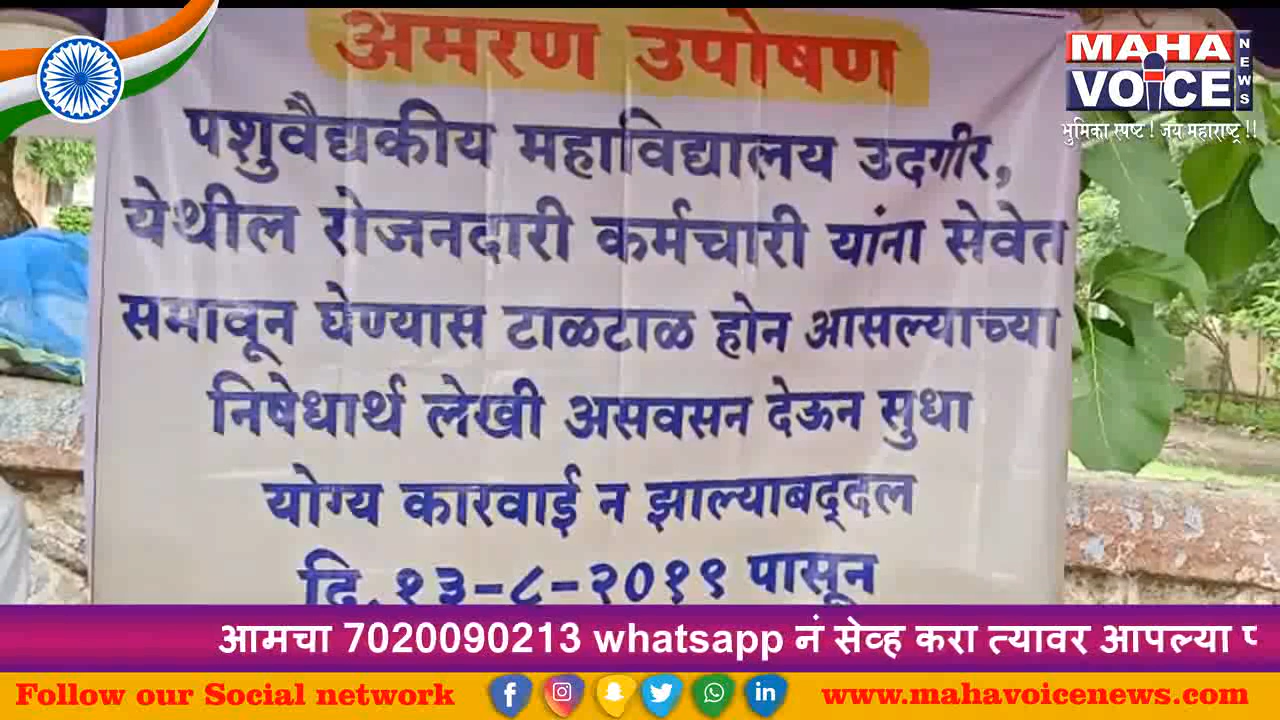 अमरण उपोषण
MAHA VOICE NEWS
भुमिका स्पष्ट ! जय महाराष्ट्र !!
पशुवैद्यकीय महाविद्यालय उदगीर,
येथील रोजनदारी कर्मचारी यांना सेवेत
समावून घेण्यास टाळटाळ होन आसल्याच्या
निषेधार्थ लेखी असवसन देऊन सुधा
योग्य कारवाई न झाल्याबद्दल
दि.१३-८-२०१९ पासून
आमचा 7020090213 whatsapp नं सेव्ह करा त्यावर आपल्या
Follow our Social network
www.mahavoicenews.com